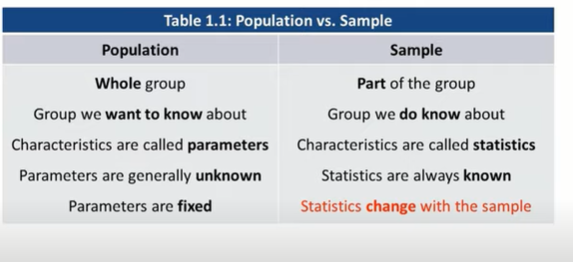 Table 1.1: Population vs. Sample
Population Sample
Whole group Part of the group
Group we want to know about Group we do know about
Characteristics are called parameters Characteristics are called statistics
Parameters are generally unknown Statistics are always known
Parameters are fixed Statistics change with the sample